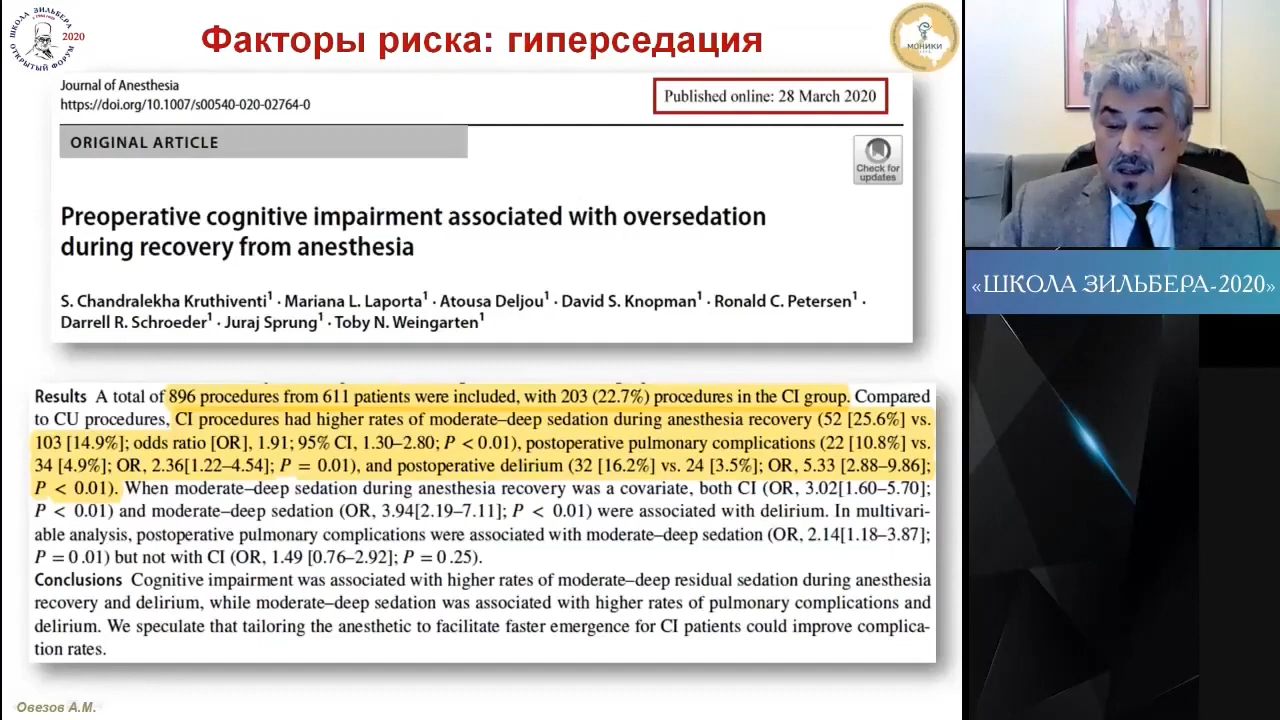 ШКОЛА ЗИЛЬБЕРА
ОТКРЫТЫЙ ФОРУМ
2020
Факторы риска: гиперседация
МОНИКИ
Journal of Anesthesia
https://doi.org/10.1007/s00540-020-02764-0
Published online: 28 March 2020
ORIGINAL ARTICLE
Check for
updates
Preoperative cognitive impairment associated with oversedation
during recovery from anesthesia
S. Chandralekha Kruthiventi¹ · Mariana L. Laporta¹ · Atousa Deljou¹ · David S. Knopman¹ · Ronald C. Petersen¹ ·
Darrell R. Schroeder¹ · Juraj Sprung¹ · Toby N. Weingarten¹
Results A total of 896 procedures from 611 patients were included, with 203 (22.7%) procedures in the CI group. Compared
to CU procedures, CI procedures had higher rates of moderate–deep sedation during anesthesia recovery (52 [25.6%] vs.
103 [14.9%]; odds ratio [OR], 1.91; 95% CI, 1.30–2.80; P < 0.01), postoperative pulmonary complications (22 [10.8%] vs.
34 [4.9%]; OR, 2.36[1.22–4.54]; P = 0.01), and postoperative delirium (32 [16.2%] vs. 24 [3.5%]; OR, 5.33 [2.88–9.86];
P < 0.01). When moderate–deep sedation during anesthesia recovery was a covariate, both CI (OR, 3.02[1.60–5.70];
P < 0.01) and moderate–deep sedation (OR, 3.94[2.19–7.11]; P < 0.01) were associated with delirium. In multivari-
able analysis, postoperative pulmonary complications were associated with moderate–deep sedation (OR, 2.14[1.18–3.87];
P = 0.01) but not with CI (OR, 1.49 [0.76–2.92]; P = 0.25).
Conclusions Cognitive impairment was associated with higher rates of moderate–deep residual sedation during anesthesia
recovery and delirium, while moderate–deep sedation was associated with higher rates of pulmonary complications and
delirium. We speculate that tailoring the anesthetic to facilitate faster emergence for CI patients could improve complica-
tion rates.
Овезов А.М.
«ШКОЛА ЗИЛЬБЕРА-2020»